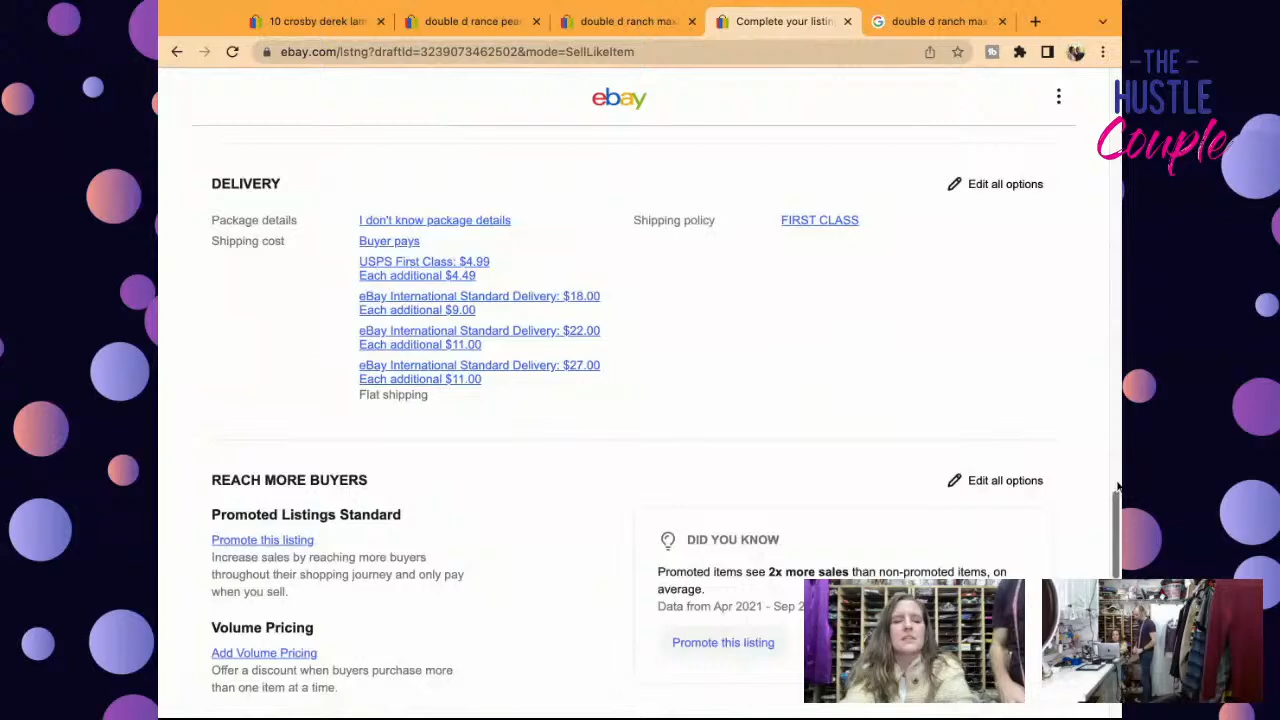 10 crosby derek lam
double d rance pea
double d ranch max
Complete your listin
double d ranch max
ebay.com/lstng?draftId=3239073462502&mode=SellLikeItem
-THE-
HUSTLE
Couple
ebay
DELIVERY
Edit all options
Package details
I don't know package details
Shipping policy
FIRST CLASS
Shipping cost
Buyer pays
USPS First Class: $4.99
Each additional $4.49
eBay International Standard Delivery: $18.00
Each additional $9.00
eBay International Standard Delivery: $22.00
Each additional $11.00
eBay International Standard Delivery: $27.00
Each additional $11.00
Flat shipping
REACH MORE BUYERS
Edit all options
Promoted Listings Standard
Promote this listing
Increase sales by reaching more buyers
throughout their shopping journey and only pay
when you sell.
DID YOU KNOW
Promoted items see 2x more sales than non-promoted items, on
average.
Data from Apr 2021 - Sep 2
Promote this listing
Volume Pricing
Add Volume Pricing
Offer a discount when buyers purchase more
than one item at a time.